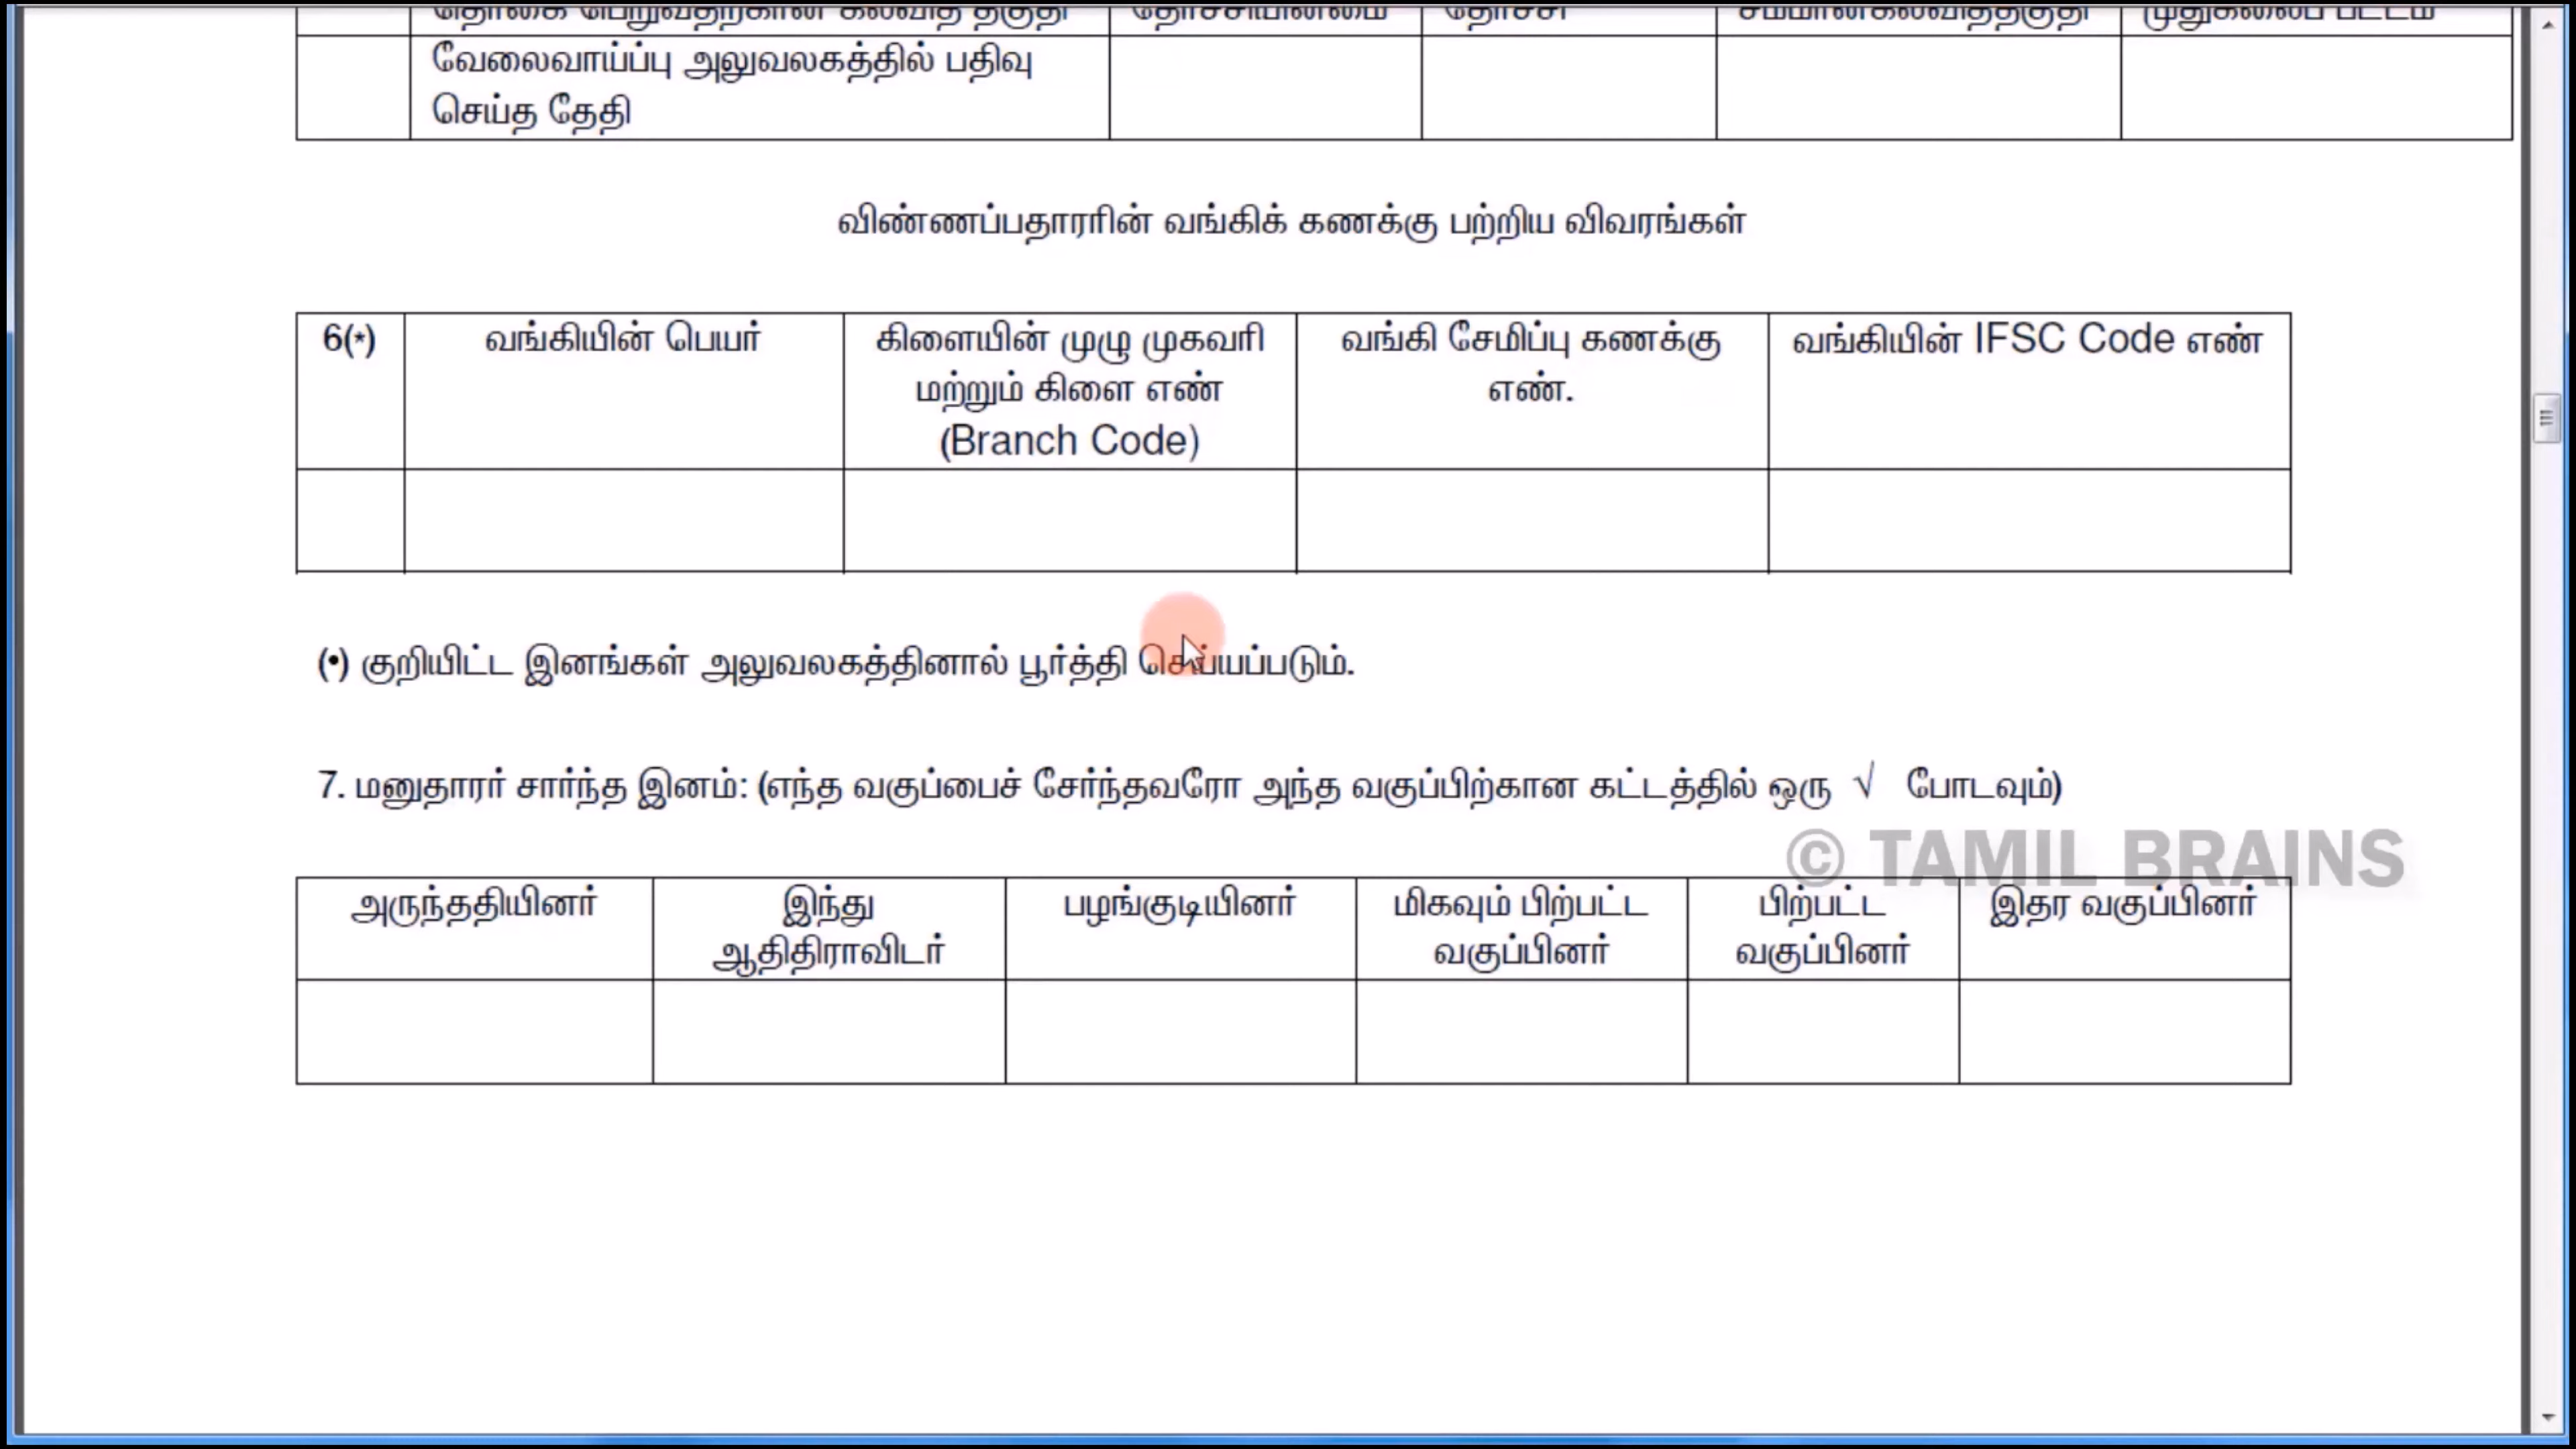 வேலைவாய்ப்பு அலுவலகத்தில் பதிவு
செய்த தேதி
விண்ணப்பதாரரின் வங்கிக் கணக்கு பற்றிய விவரங்கள்
6(*) வங்கியின் பெயர் கிளையின் முழு முகவரி வங்கி சேமிப்பு கணக்கு வங்கியின் IFSC Code எண்
மற்றும் கிளை எண் எண்.
(Branch Code)
(•) குறியிட்ட இனங்கள் அலுவலகத்தினால் பூர்த்தி செய்யப்படும்.
7. மனுதாரர் சார்ந்த இனம்: (எந்த வகுப்பைச் சேர்ந்தவரோ அந்த வகுப்பிற்கான கட்டத்தில் ஒரு √ போடவும்)
© TAMIL BRAINS
அருந்ததியினர் இந்து பழங்குடியினர் மிகவும் பிற்பட்ட பிற்பட்ட இதர வகுப்பினர்
ஆதிதிராவிடர் வகுப்பினர் வகுப்பினர்